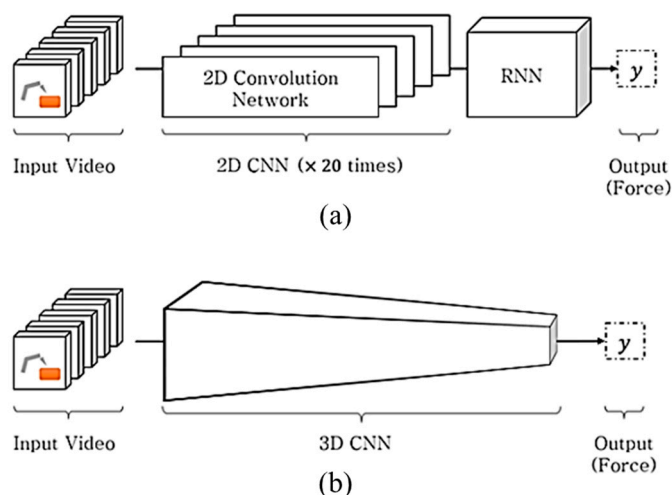 2D Convolution
Network
RNN
y
Input Video
2D CNN (× 20 times)
Output
(Force)
(a)
y
Input Video
3D CNN
Output
(Force)
(b)